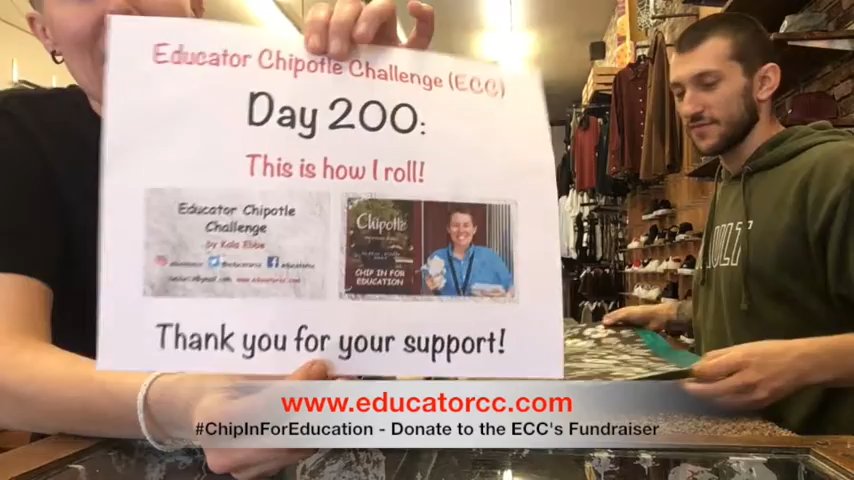 Educator Chipotle Challenge (ECC)
Day 200:
This is how I roll!
Educator Chipotle
Challenge
by Kala Ebbe
Chipotle
CHIP IN FOR
EDUCATION
Thank you for your support!
www.educatorcc.com
#ChipInForEducation - Donate to the ECC's Fundraiser